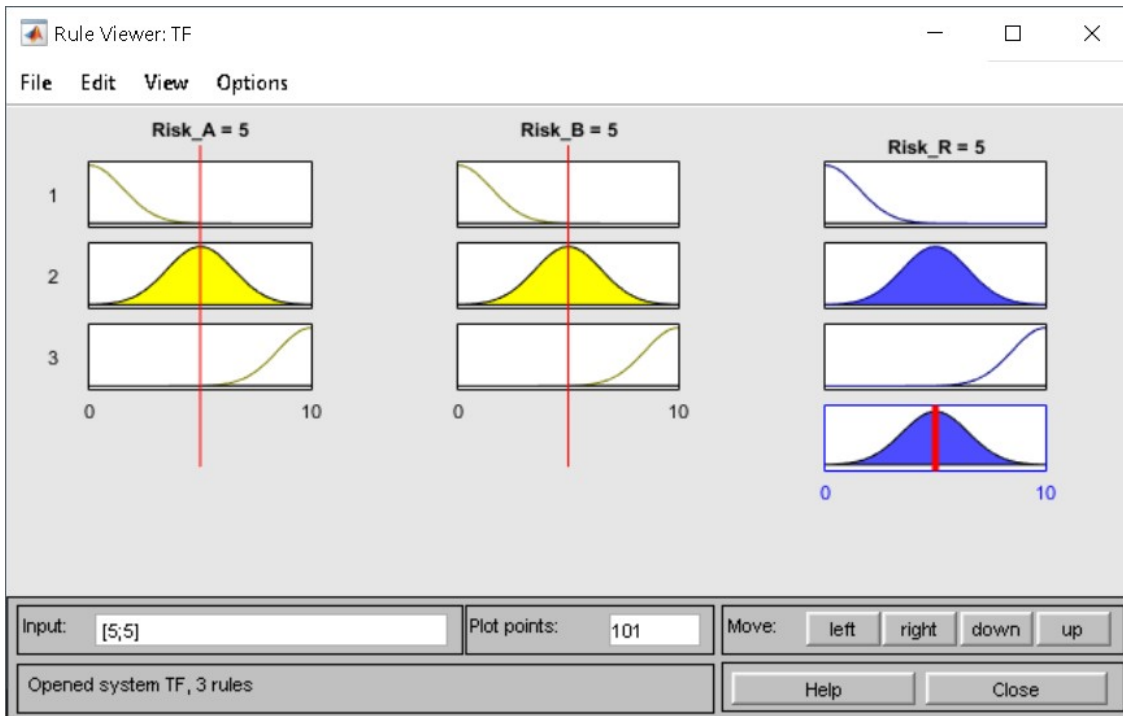 Rule Viewer: TF
File Edit View Options
Risk_A = 5 Risk_B = 5 Risk_R = 5
1
2
3
0 10 0 10
0 10
Input: [5;5] Plot points: 101 Move: left right down up
Opened system TF, 3 rules Help Close